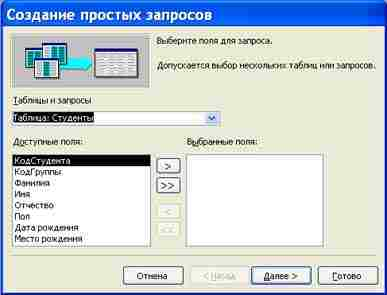 Создание простых запросов
Выберите поля для запроса.
Допускается выбор нескольких таблиц или запросов.
Таблицы и запросы
Таблица: Студенты
Доступные поля:
Выбранные поля:
КодСтудента
КодГруппы
Фамилия
Имя
Отчество
Пол
Дата рождения
Место рождения
>
>>
<
<<
Отмена
< Назад
Далее >
Готово